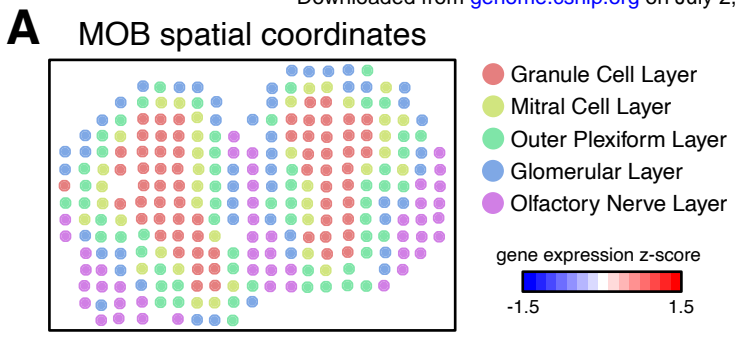 Downloaded from genome.cshlp.org on July 2,
A MOB spatial coordinates
Granule Cell Layer
Mitral Cell Layer
Outer Plexiform Layer
Glomerular Layer
Olfactory Nerve Layer
gene expression z-score
-1.5 1.5